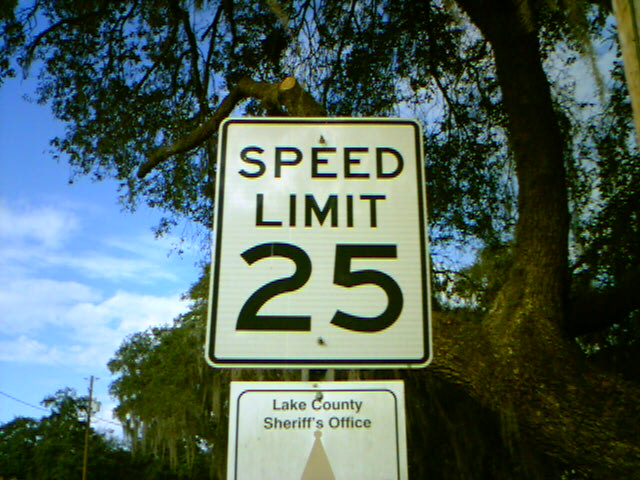 SPEED
LIMIT
25
Lake County
Sheriff's Office